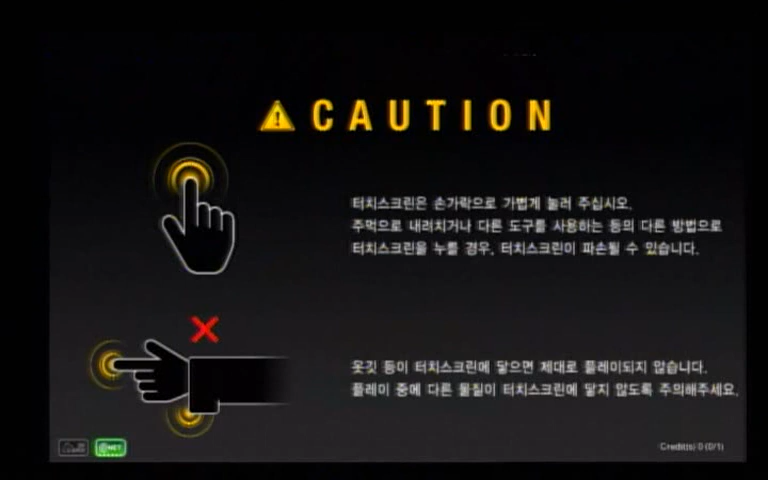 CAUTION
터치스크린은 손가락으로 가볍게 눌러 주십시오.
주먹으로 내려치거나 다른 도구를 사용하는 등의 다른 방법으로
터치스크린을 누를 경우, 터치스크린이 파손될 수 있습니다.
옷깃 등이 터치스크린에 닿으면 제대로 플레이되지 않습니다.
플레이 중에 다른 물질이 터치스크린에 닿지 않도록 주의해주세요.
@NET
Credit(s) 0 (0/1)